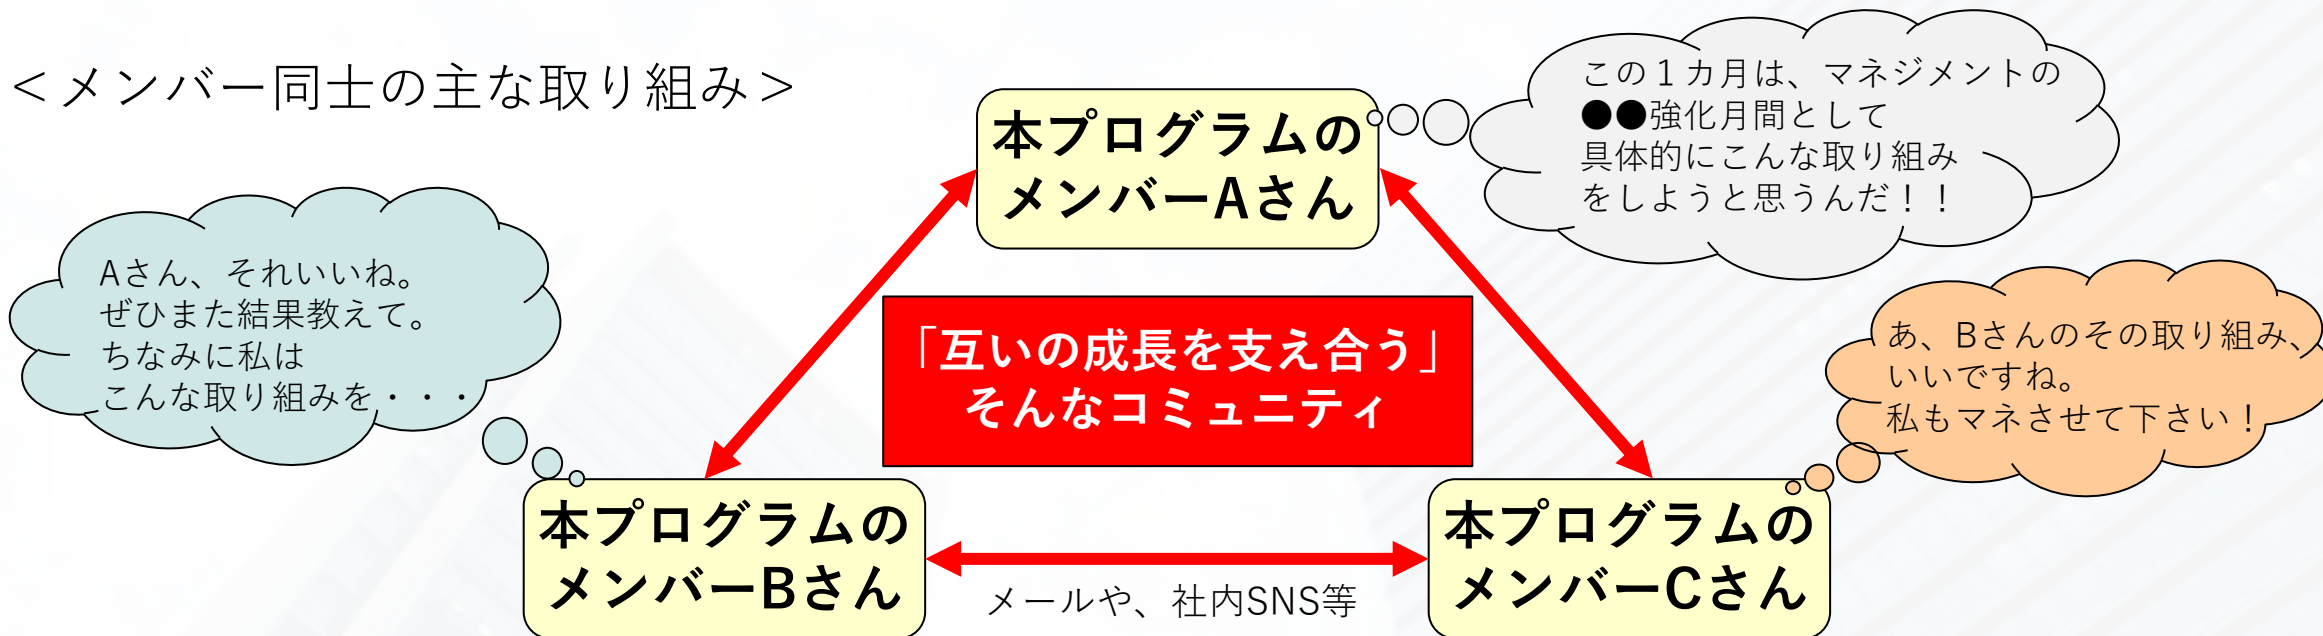 ＜メンバー同士の主な取り組み＞
本プログラムの
メンバーAさん
この１カ月は、マネジメントの
●●強化月間として
具体的にこんな取り組み
をしようと思うんだ！！
Aさん、それいいね。
ぜひまた結果教えて。
ちなみに私は
こんな取り組みを・・・
「互いの成長を支え合う」
そんなコミュニティ
あ、Bさんのその取り組み、
いいですね。
私もマネさせて下さい！
本プログラムの
メンバーBさん
メールや、社内SNS等
本プログラムの
メンバーCさん